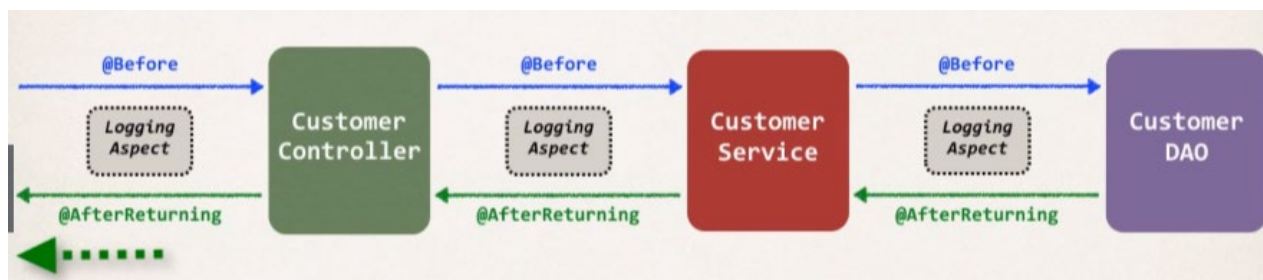 @Before
@Before
@Before
Logging
Aspect
Customer
Controller
Logging
Aspect
Customer
Service
Logging
Aspect
Customer
DAO
@AfterReturning
@AfterReturning
@AfterReturning